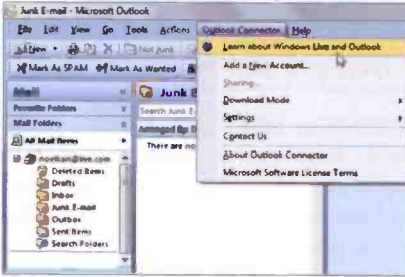 Junk E-mail - Microsoft Outlook
File Edit View Go Tools Actions Outlook Connector Help
New Not Junk
Mark As SPAM Mark As Wanted
Learn about Windows Live and Outlook
Add a New Account...
Sharing...
Download Mode
Settings
Contact Us
About Outlook Connector
Microsoft Software License Terms
Mail
Favorite Folders
Mail Folders
All Mail Items
Deleted Items
Drafts
Inbox
Junk E-mail
Outbox
Sent Items
Search Folders
Junk
Search Junk
Arranged By:
There are no